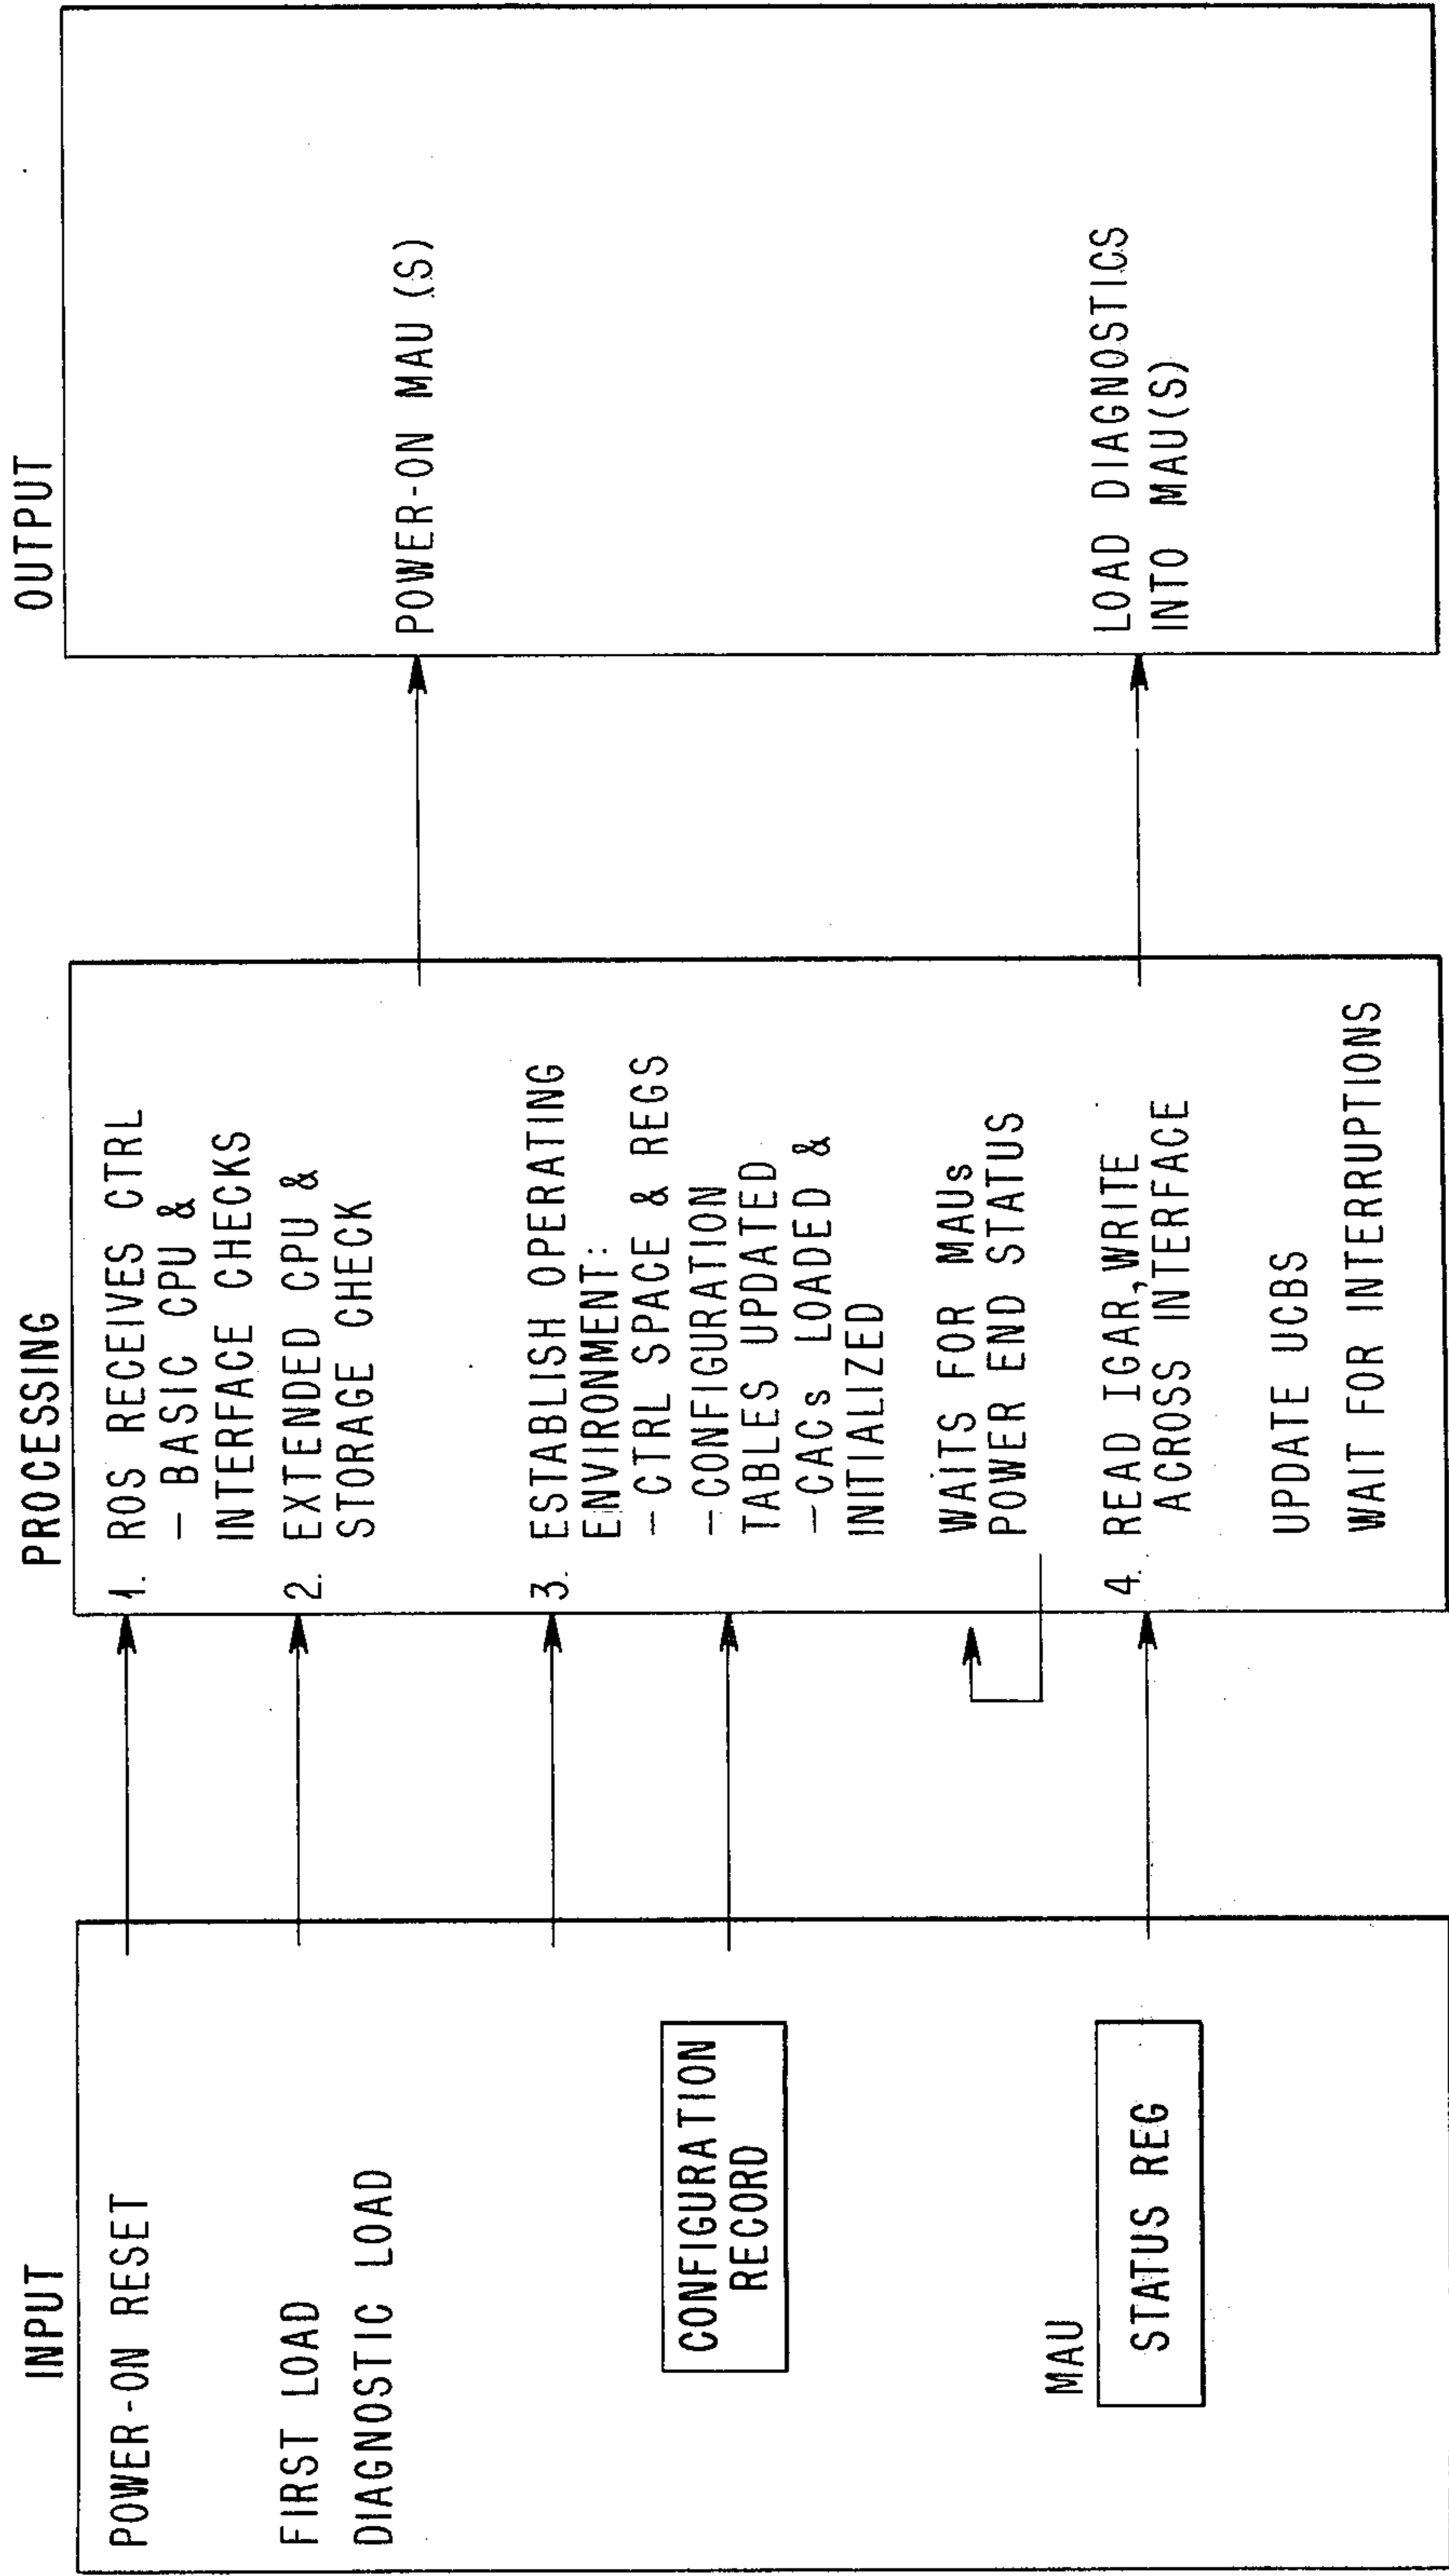 INPUT
POWER-ON RESET
FIRST LOAD
DIAGNOSTIC LOAD
CONFIGURATION
RECORD
MAU
STATUS REG
PROCESSING
1. ROS RECEIVES CTRL
- BASIC CPU &
INTERFACE CHECKS
2. EXTENDED CPU &
STORAGE CHECK
3. ESTABLISH OPERATING
ENVIRONMENT:
- CTRL SPACE & REGS
-CONFIGURATION
TABLES UPDATED
-CACs LOADED &
INITIALIZED
WAITS FOR MAUs
POWER END STATUS
4. READ IGAR,WRITE
ACROSS INTERFACE
UPDATE UCBS
WAIT FOR INTERRUPTIONS
OUTPUT
POWER-ON MAU(S)
LOAD DIAGNOSTICS
INTO MAU(S)